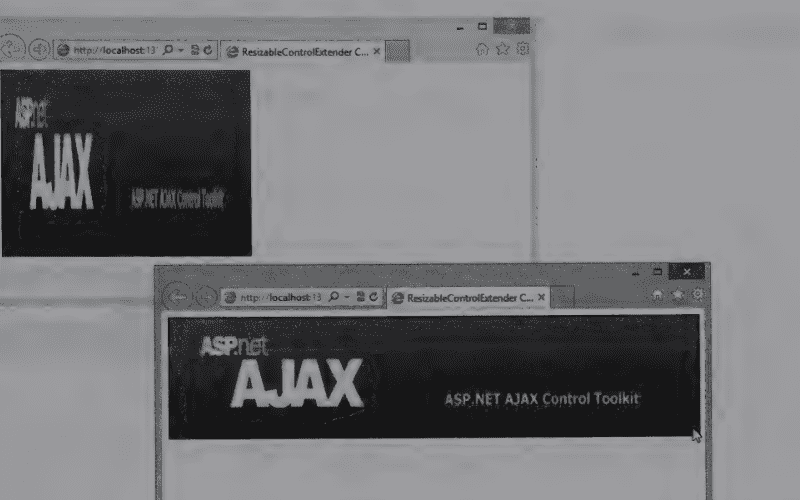 http://localhost:13
ResizableControlExtender C...
ASP.net
AJAX
ASP.NET AJAX Control Toolkit
http://localhost:13
ResizableControlExtender C...
ASP.net
AJAX
ASP.NET AJAX Control Toolkit